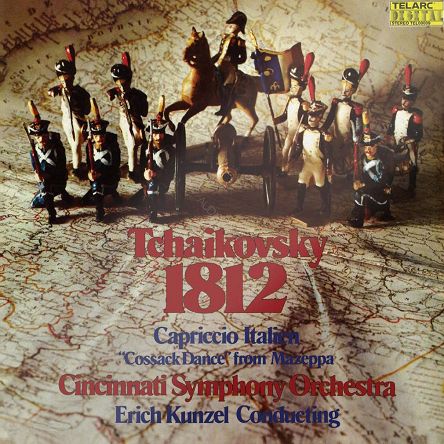 TELARC
DIGITAL
Tchaikovsky
1812
Capriccio Italien
"Cossack Dance" from Mazeppa
Cincinnati Symphony Orchestra
Erich Kunzel Conducting